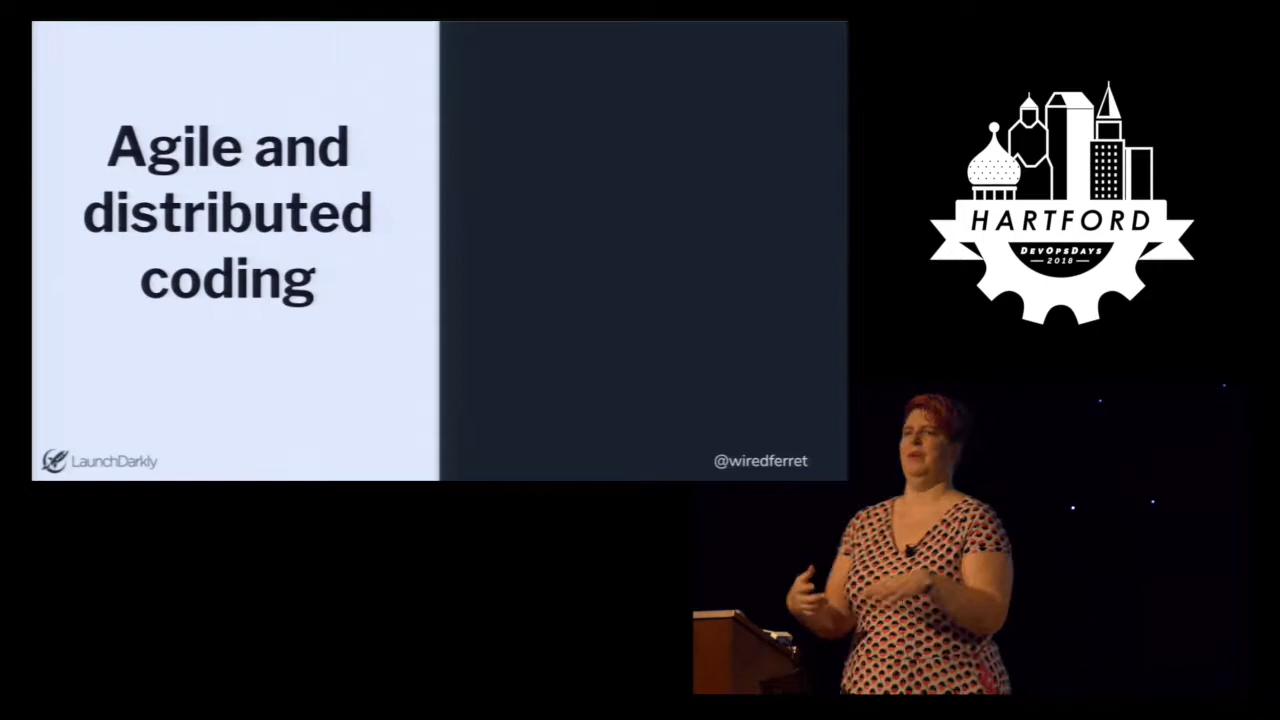 Agile and
distributed
coding
LaunchDarkly
@wiredferret
HARTFORD
DEVOPSDAYS
2018